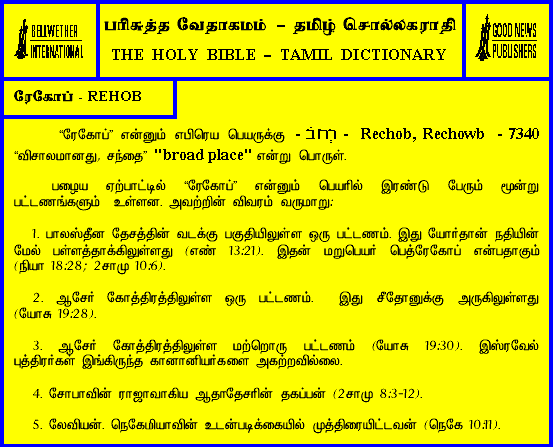 BELLWETHER
INTERNATIONAL
பரிசுத்த வேதாகமம் – தமிழ் சொல்லகராதி
THE HOLY BIBLE – TAMIL DICTIONARY
GOOD NEWS
PUBLISHERS
ரேகோப் - REHOB
“ரேகோப்” என்னும் எபிரெய பெயருக்கு - רחב - Rechob, Rechowb - 7340
“விசாலமானது, சந்தை” "broad place" என்று பொருள்.
பழைய ஏற்பாட்டில் “ரேகோப்” என்னும் பெயரில் இரண்டு பேரும் மூன்று
பட்டணங்களும் உள்ளன. அவற்றின் விவரம் வருமாறு:
1. பாலஸ்தீன தேசத்தின் வடக்கு பகுதியிலுள்ள ஒரு பட்டணம். இது யோர்தான் நதியின்
மேல் பள்ளத்தாக்கிலுள்ளது (எண் 13:21). இதன் மறுபெயர் பெத்ரேகோப் என்பதாகும்
(நியா 18:28; 2சாமு 10:6).
2. ஆசேர் கோத்திரத்திலுள்ள ஒரு பட்டணம். இது சீதோனுக்கு அருகிலுள்ளது
(யோசு 19:28).
3. ஆசேர் கோத்திரத்திலுள்ள மற்றொரு பட்டணம் (யோசு 19:30). இஸ்ரவேல்
புத்திரர்கள் இங்கிருந்த கானானியர்களை அகற்றவில்லை.
4. சோபாவின் ராஜாவாகிய ஆதாதேசரின் தகப்பன் (2சாமு 8:3-12).
5. லேவியன். நெகேமியாவின் உடன்படிக்கையில் முத்திரையிட்டவன் (நெகே 10:11).